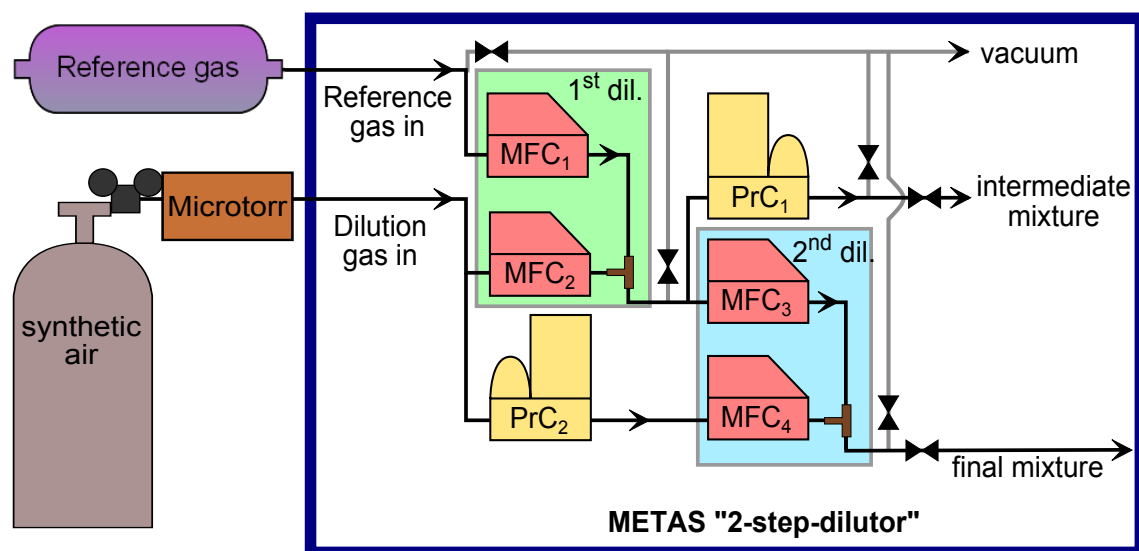 Reference gas
Reference
gas in
1st dil.
MFC1
vacuum
Microtorr
Dilution
gas in
MFC2
PrC1
intermediate
mixture
2nd dil.
MFC3
synthetic
air
PrC2
MFC4
final mixture
METAS "2-step-dilutor"